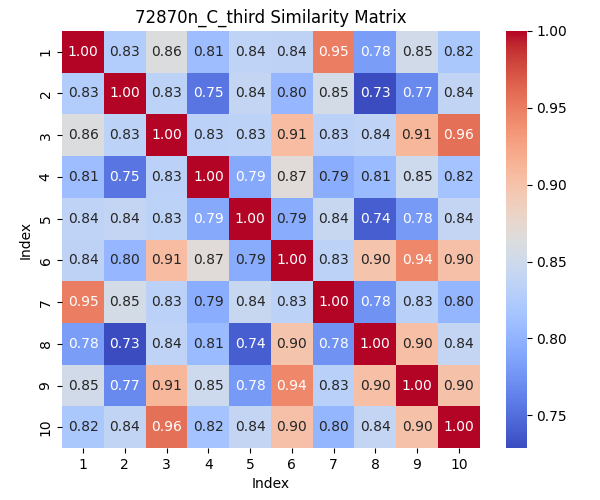 72870n_C_third Similarity Matrix
1 1.00 0.83 0.86 0.81 0.84 0.84 0.95 0.78 0.85 0.82
2 0.83 1.00 0.83 0.75 0.84 0.80 0.85 0.73 0.77 0.84
3 0.86 0.83 1.00 0.83 0.83 0.91 0.83 0.84 0.91 0.96
4 0.81 0.75 0.83 1.00 0.79 0.87 0.79 0.81 0.85 0.82
5 0.84 0.84 0.83 0.79 1.00 0.79 0.84 0.74 0.78 0.84
6 0.84 0.80 0.91 0.87 0.79 1.00 0.83 0.90 0.94 0.90
7 0.95 0.85 0.83 0.79 0.84 0.83 1.00 0.78 0.83 0.80
8 0.78 0.73 0.84 0.81 0.74 0.90 0.78 1.00 0.90 0.84
9 0.85 0.77 0.91 0.85 0.78 0.94 0.83 0.90 1.00 0.90
10 0.82 0.84 0.96 0.82 0.84 0.90 0.80 0.84 0.90 1.00
1 2 3 4 5 6 7 8 9 10
Index
Index
1.00
0.95
0.90
0.85
0.80
0.75